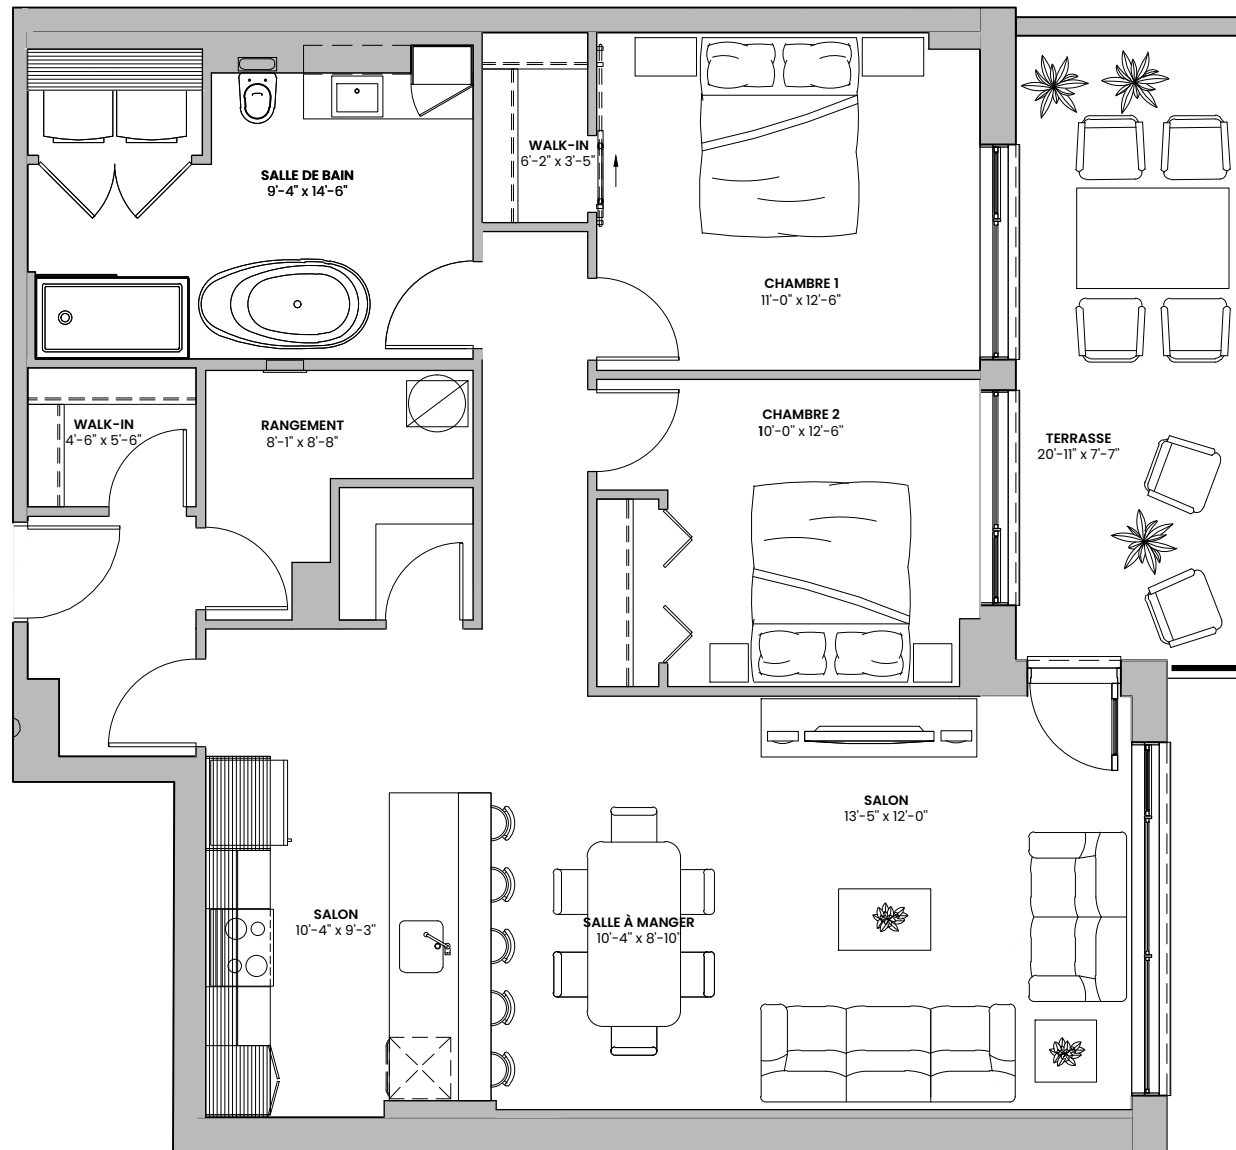 WALK-IN
6'-2" x 3'-5"
SALLE DE BAIN
9'-4" x 14'-6"
CHAMBRE 1
11'-0" x 12'-6"
WALK-IN
4'-6" x 5'-6"
RANGEMENT
8'-1" x 8'-8"
CHAMBRE 2
10'-0" x 12'-6"
TERRASSE
20'-11" x 7'-7"
SALON
13'-5" x 12'-0"
SALON
10'-4" x 9'-3"
SALLE À MANGER
10'-4" x 8'-10"